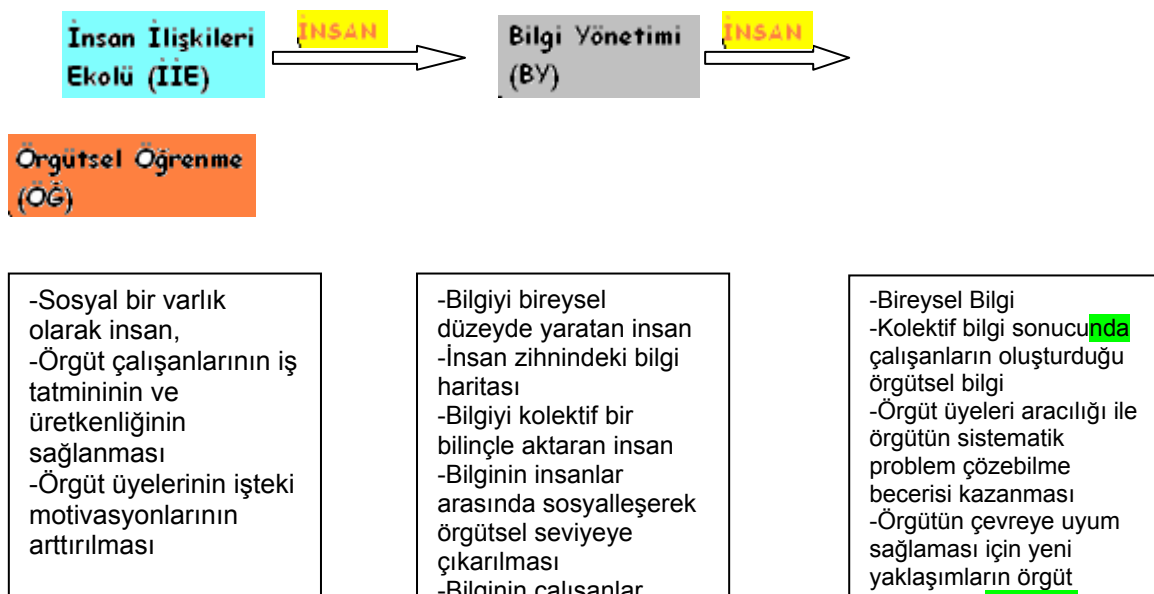 İnsan İlişkileri
Ekolü (İİE)
İNSAN
Bilgi Yönetimi
(BY)
İNSAN
Örgütsel Öğrenme
(ÖĞ)
-Sosyal bir varlık
olarak insan,
-Örgüt çalışanlarının iş
tatmininin ve
üretkenliğinin
sağlanması
-Örgüt üyelerinin işteki
motivasyonlarının
arttırılması
-Bilgiyi bireysel
düzeyde yaratan insan
-İnsan zihnindeki bilgi
haritası
-Bilgiyi kolektif bir
bilinçle aktaran insan
-Bilginin insanlar
arasında sosyalleşerek
örgütsel seviyeye
çıkarılması
-Bilginin çalışanlar
-Bireysel Bilgi
-Kolektif bilgi sonucunda
çalışanların oluşturduğu
örgütsel bilgi
-Örgüt üyeleri aracılığı ile
örgütün sistematik
problem çözebilme
becerisi kazanması
-Örgütün çevreye uyum
sağlaması için yeni
yaklaşımların örgüt